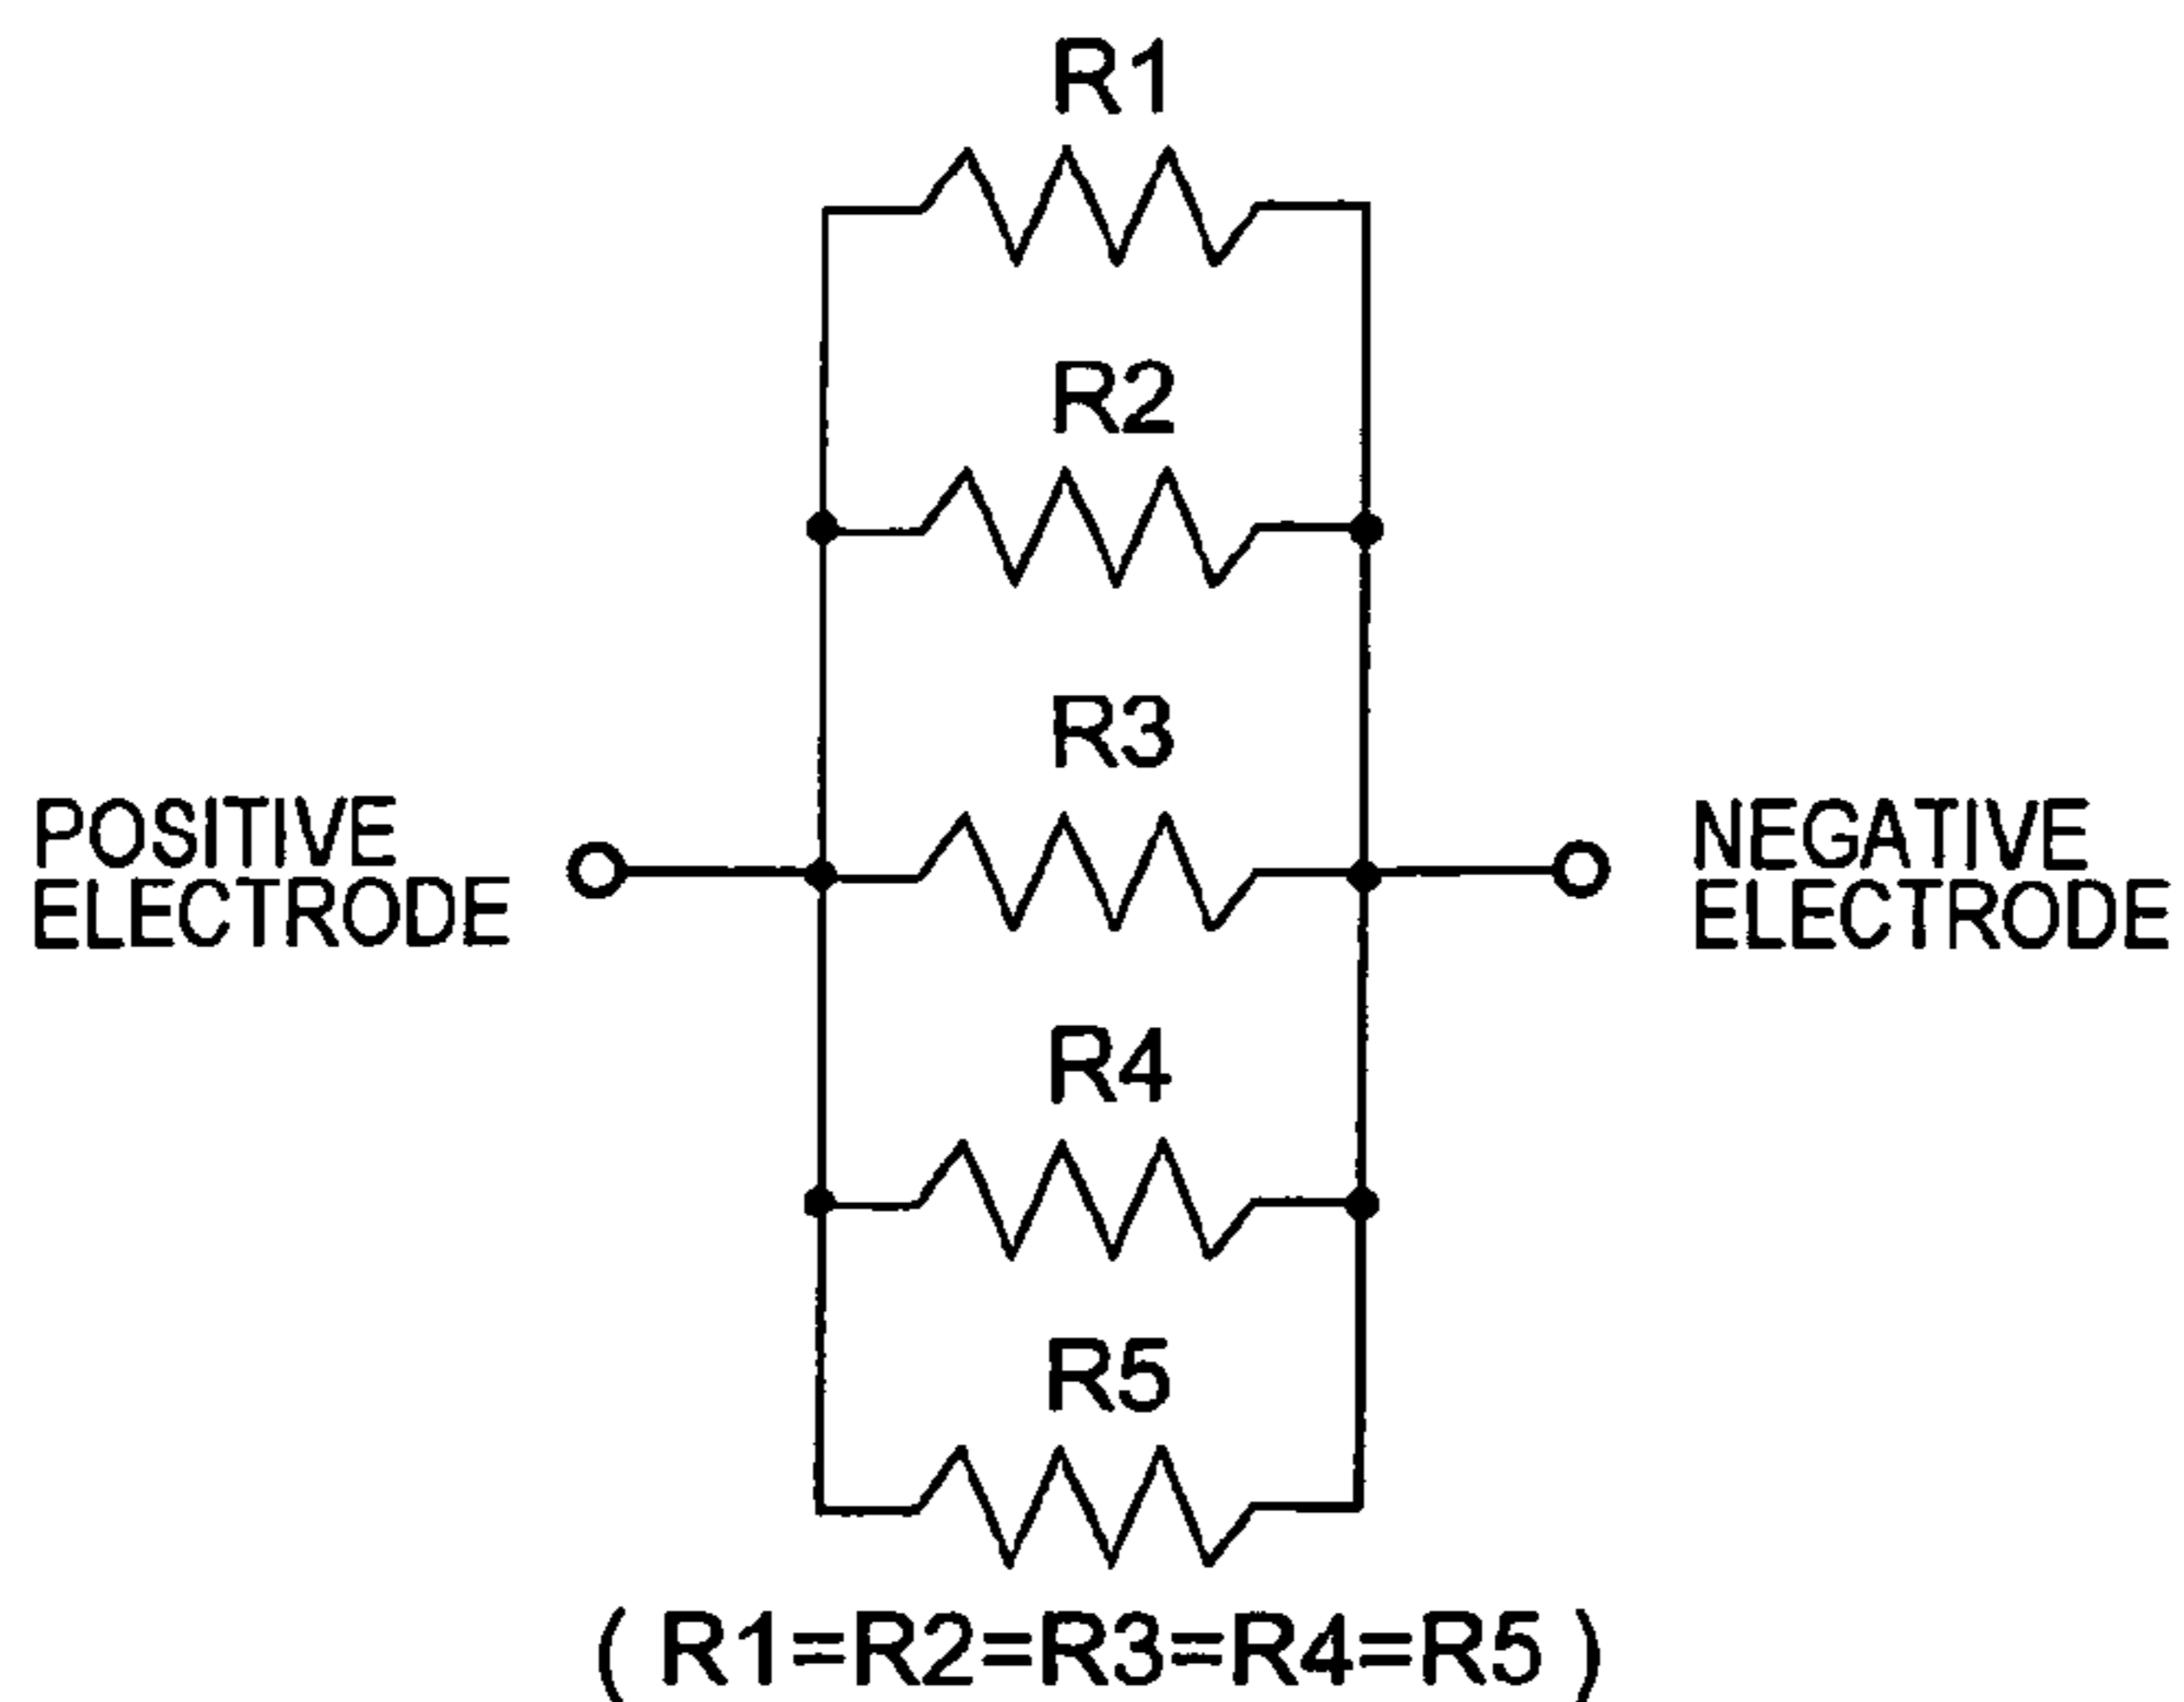 R1
R2
R3
POSITIVE
ELECTRODE
NEGATIVE
ELECTRODE
R4
R5
( R1=R2=R3=R4=R5 )